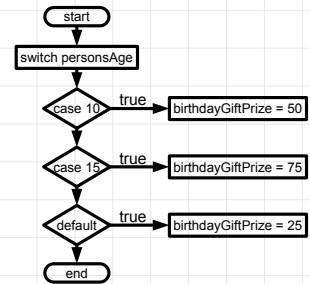 start
switch personsAge
case 10
true
birthdayGiftPrize = 50
case 15
true
birthdayGiftPrize = 75
default
true
birthdayGiftPrize = 25
end